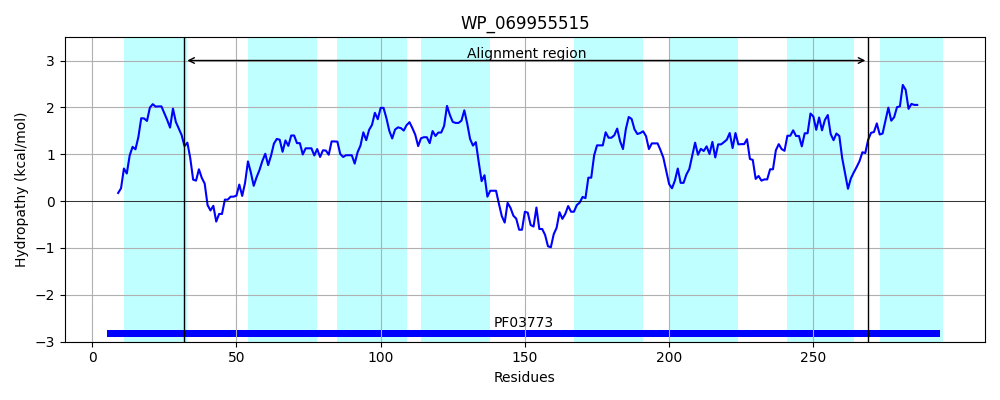 WP_069955515
Alignment region
PF03773
Hydropathy (kcal/mol)
3
2
1
0
−1
−2
−3
0
50
100
150
200
250
Residues